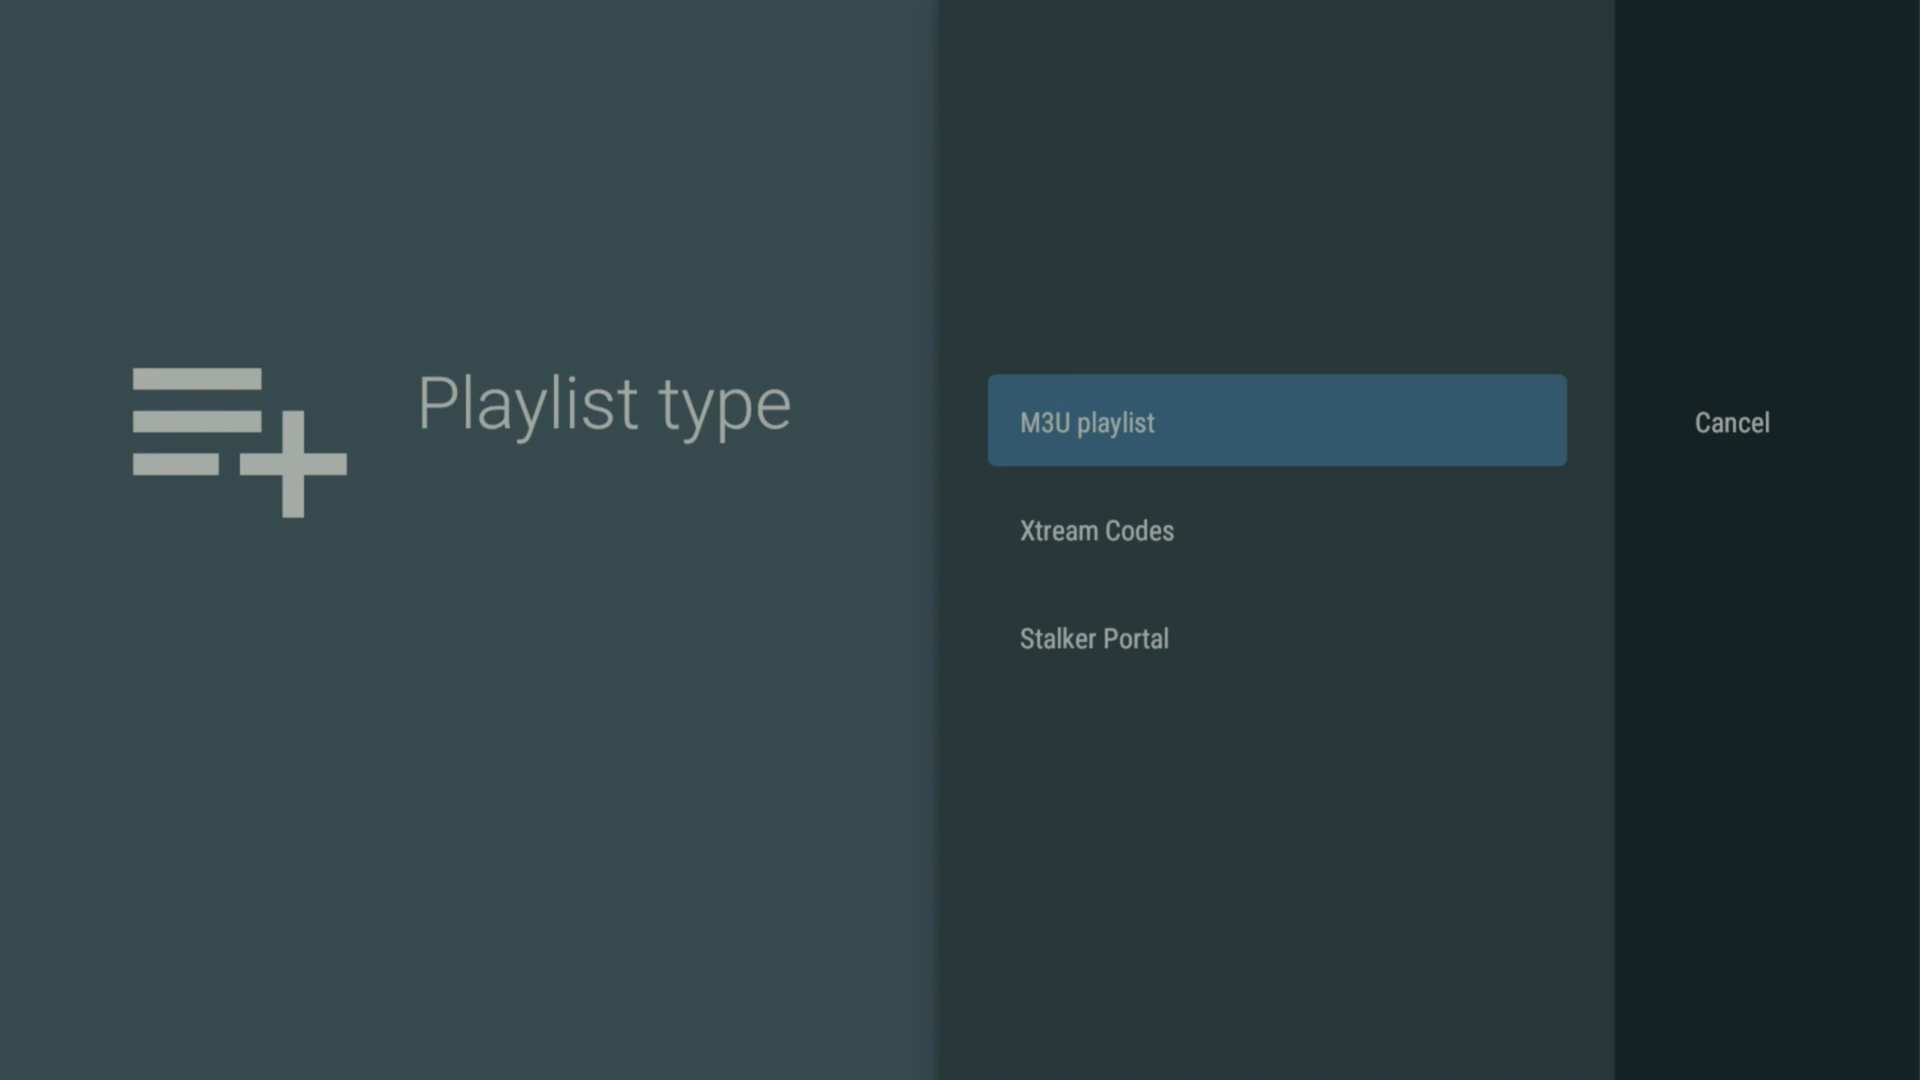 Playlist type
M3U playlist
Xtream Codes
Stalker Portal
Cancel